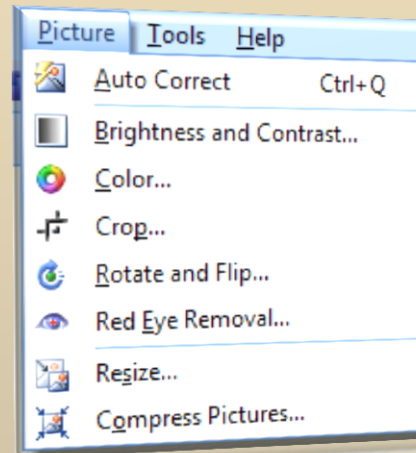 Picture Tools Help
Auto Correct Ctrl+Q
Brightness and Contrast...
Color...
Crop...
Rotate and Flip...
Red Eye Removal...
Resize...
Compress Pictures...